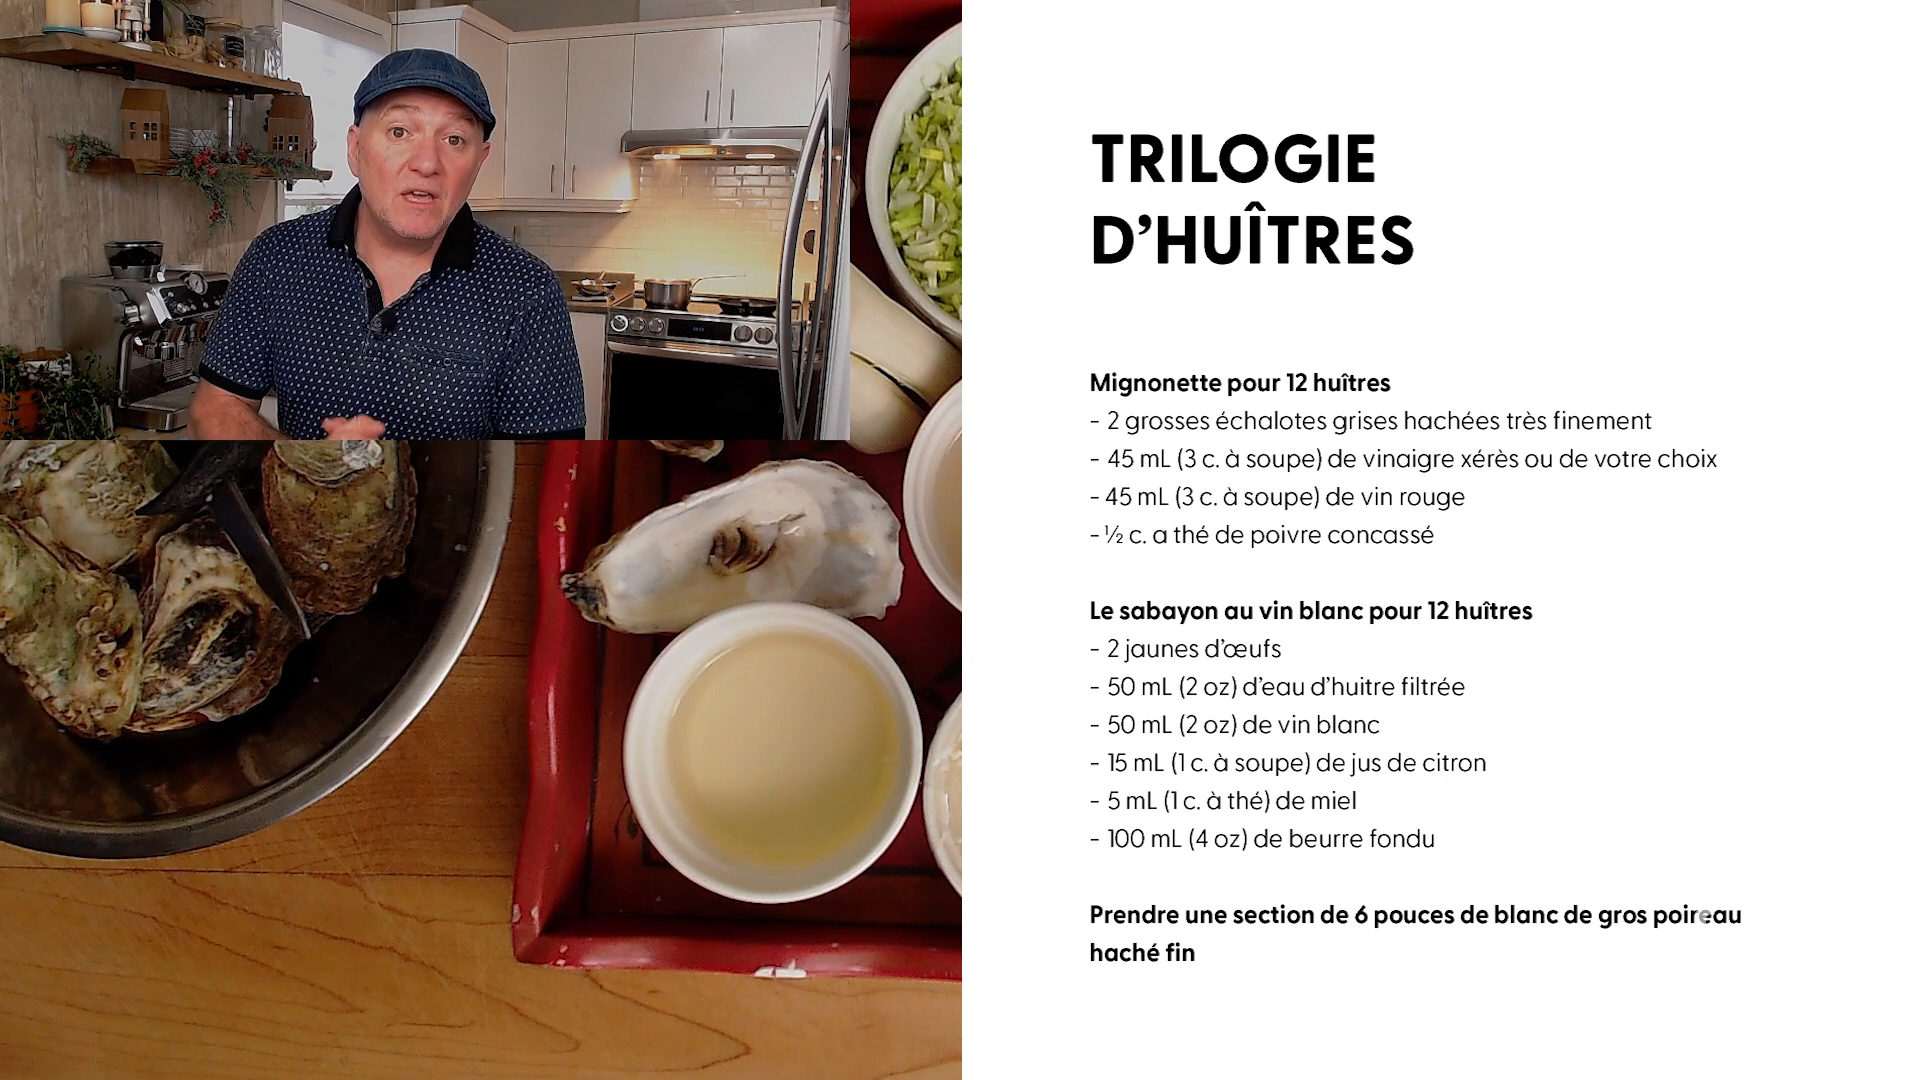 TRILOGIE
D’HUÎTRES
Mignonette pour 12 huîtres
- 2 grosses échalotes grises hachées très finement
- 45 mL (3 c. à soupe) de vinaigre xérès ou de votre choix
- 45 mL (3 c. à soupe) de vin rouge
- ½ c. a thé de poivre concassé
Le sabayon au vin blanc pour 12 huîtres
- 2 jaunes d’œufs
- 50 mL (2 oz) d’eau d’huitre filtrée
- 50 mL (2 oz) de vin blanc
- 15 mL (1 c. à soupe) de jus de citron
- 5 mL (1 c. à thé) de miel
- 100 mL (4 oz) de beurre fondu
Prendre une section de 6 pouces de blanc de gros poireau
haché fin